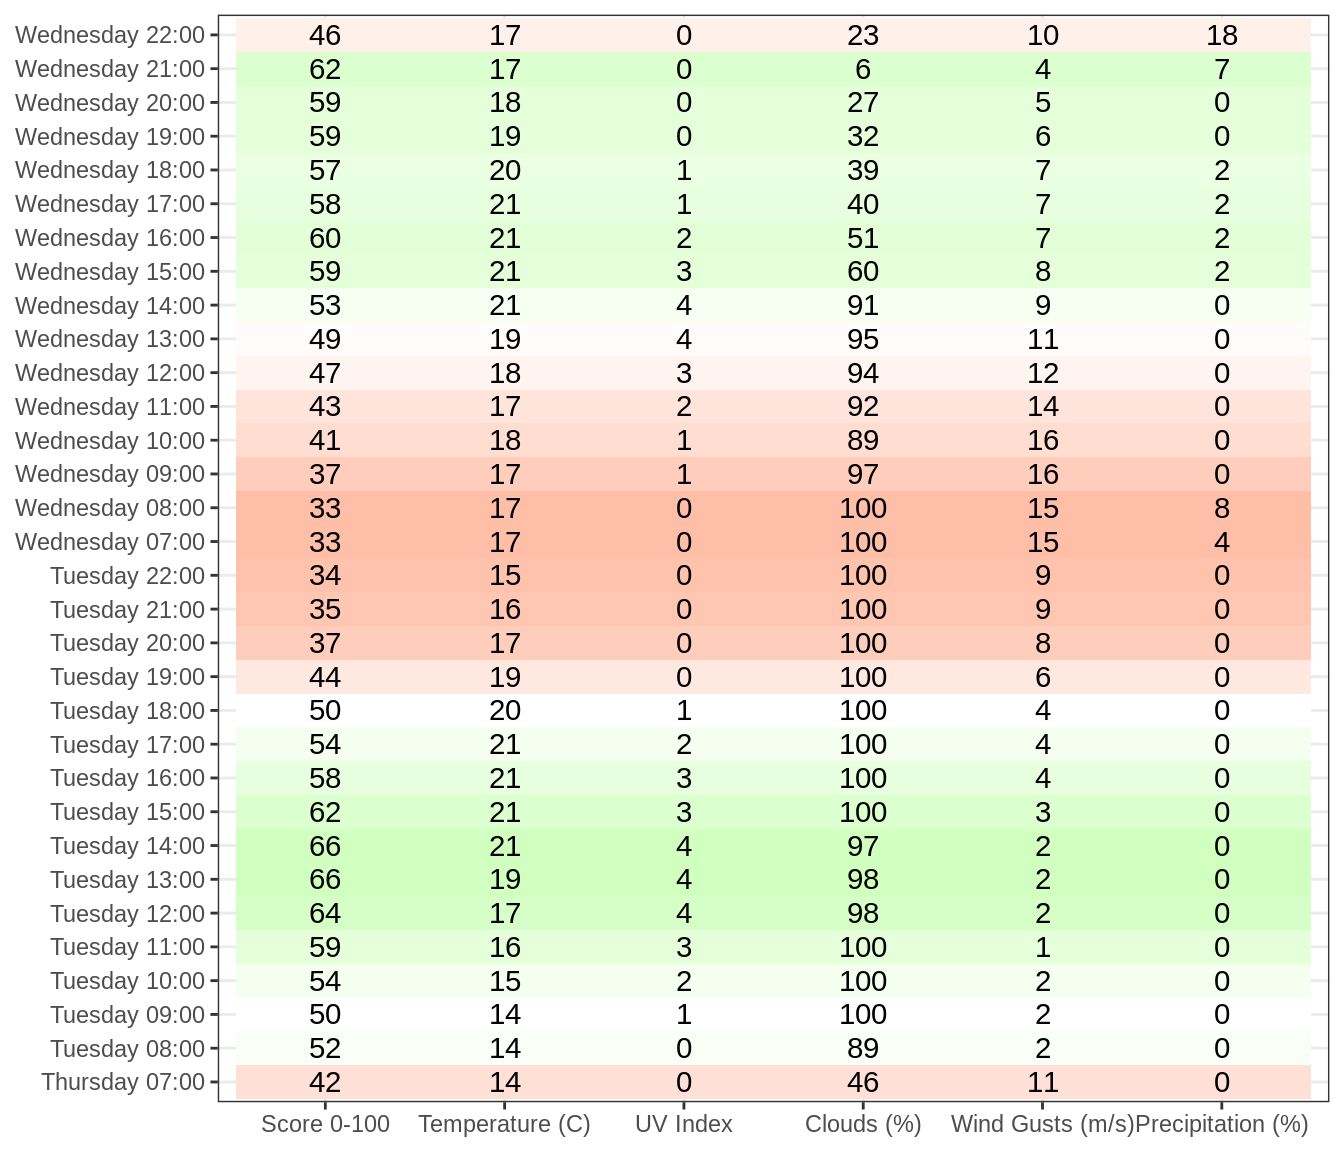 Wednesday 22:00 46 17 0 23 10 18
Wednesday 21:00 62 17 0 6 4 7
Wednesday 20:00 59 18 0 27 5 0
Wednesday 19:00 59 19 0 32 6 0
Wednesday 18:00 57 20 1 39 7 2
Wednesday 17:00 58 21 1 40 7 2
Wednesday 16:00 60 21 2 51 7 2
Wednesday 15:00 59 21 3 60 8 2
Wednesday 14:00 53 21 4 91 9 0
Wednesday 13:00 49 19 4 95 11 0
Wednesday 12:00 47 18 3 94 12 0
Wednesday 11:00 43 17 2 92 14 0
Wednesday 10:00 41 18 1 89 16 0
Wednesday 09:00 37 17 1 97 16 0
Wednesday 08:00 33 17 0 100 15 8
Wednesday 07:00 33 17 0 100 15 4
Tuesday 22:00 34 15 0 100 9 0
Tuesday 21:00 35 16 0 100 9 0
Tuesday 20:00 37 17 0 100 8 0
Tuesday 19:00 44 19 0 100 6 0
Tuesday 18:00 50 20 1 100 4 0
Tuesday 17:00 54 21 2 100 4 0
Tuesday 16:00 58 21 3 100 4 0
Tuesday 15:00 62 21 3 100 3 0
Tuesday 14:00 66 21 4 97 2 0
Tuesday 13:00 66 19 4 98 2 0
Tuesday 12:00 64 17 4 98 2 0
Tuesday 11:00 59 16 3 100 1 0
Tuesday 10:00 54 15 2 100 2 0
Tuesday 09:00 50 14 1 100 2 0
Tuesday 08:00 52 14 0 89 2 0
Thursday 07:00 42 14 0 46 11 0
Score 0-100 Temperature (C) UV Index Clouds (%) Wind Gusts (m/s) Precipitation (%)